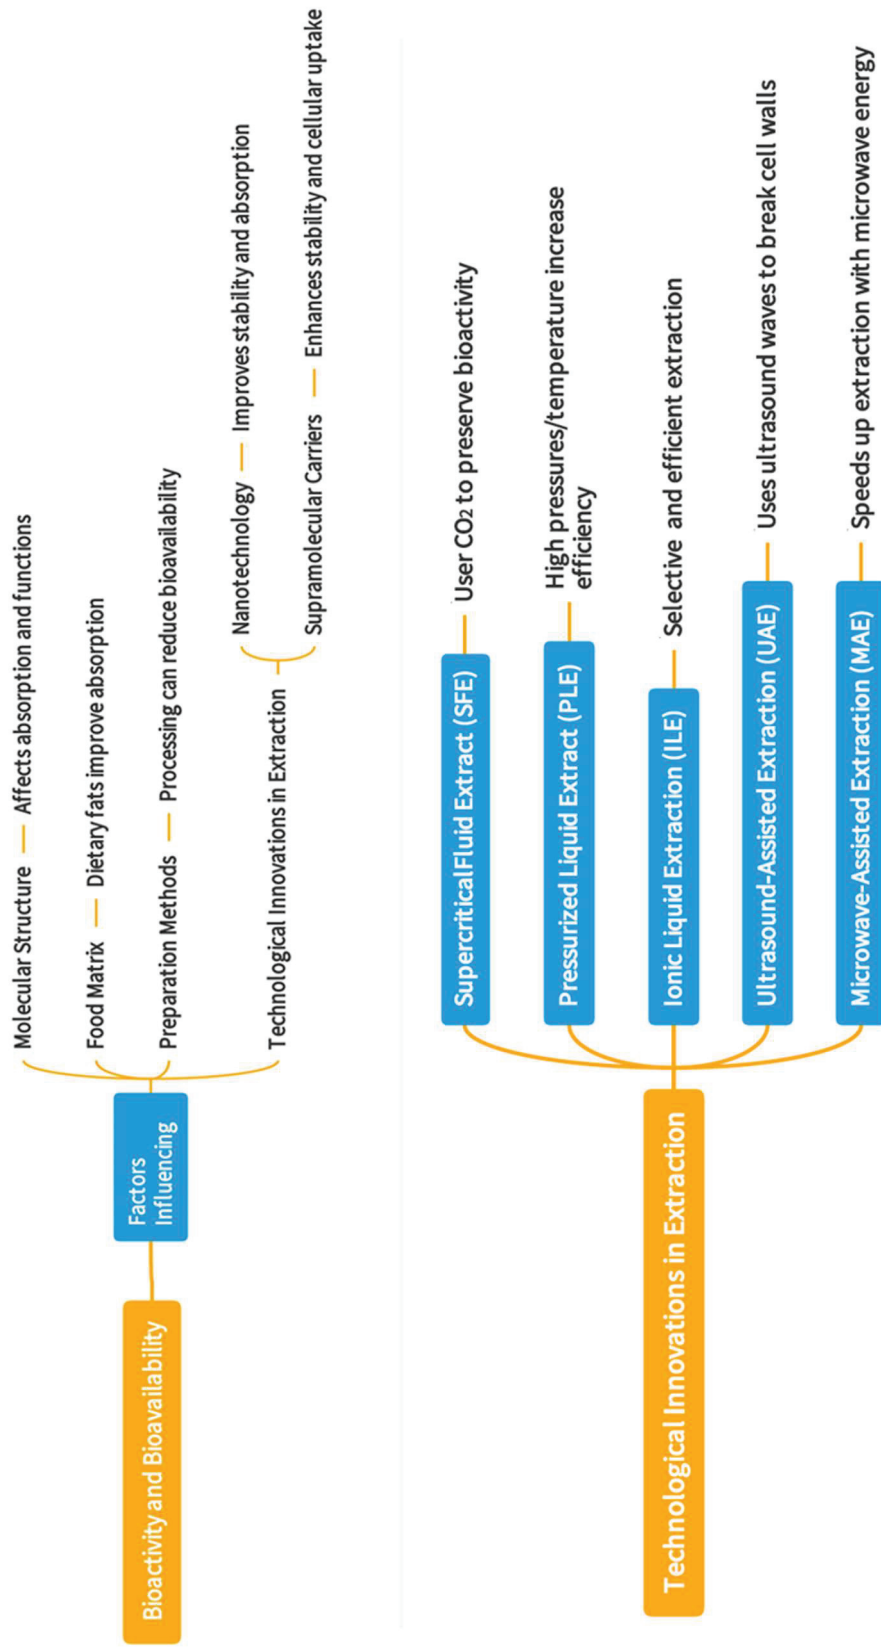 Bioactivity and Bioavailability
Factors
Influencing
Molecular Structure
Affects absorption and functions
Food Matrix
Dietary fats improve absorption
Preparation Methods
Processing can reduce bioavailability
Technological Innovations in Extraction
Nanotechnology
Improves stability and absorption
Supramolecular Carriers
Enhances stability and cellular uptake
Technological Innovations in Extraction
SupercriticalFluid Extract (SFE)
User CO2 to preserve bioactivity
Pressurized Liquid Extract (PLE)
High pressures/temperature increase
efficiency
Ionic Liquid Extraction (ILE)
Selective and efficient extraction
Ultrasound-Assisted Extraction (UAE)
Uses ultrasound waves to break cell walls
Microwave-Assisted Extraction (MAE)
Speeds up extraction with microwave energy